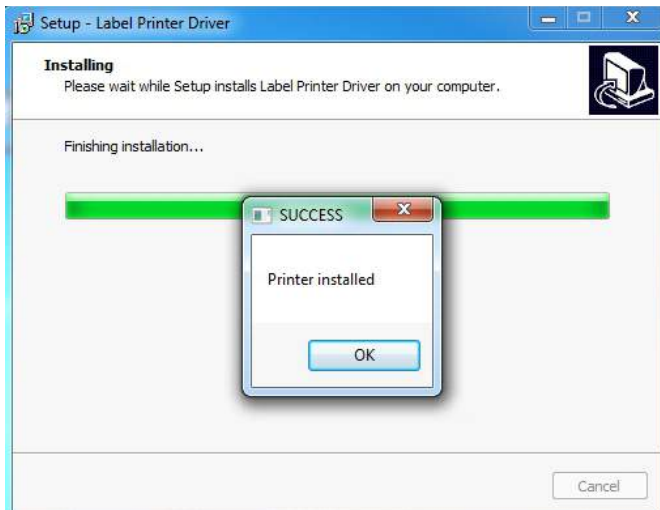 Setup - Label Printer Driver
Installing
Please wait while Setup installs Label Printer Driver on your computer.
Finishing installation...
SUCCESS
Printer installed
OK
Cancel